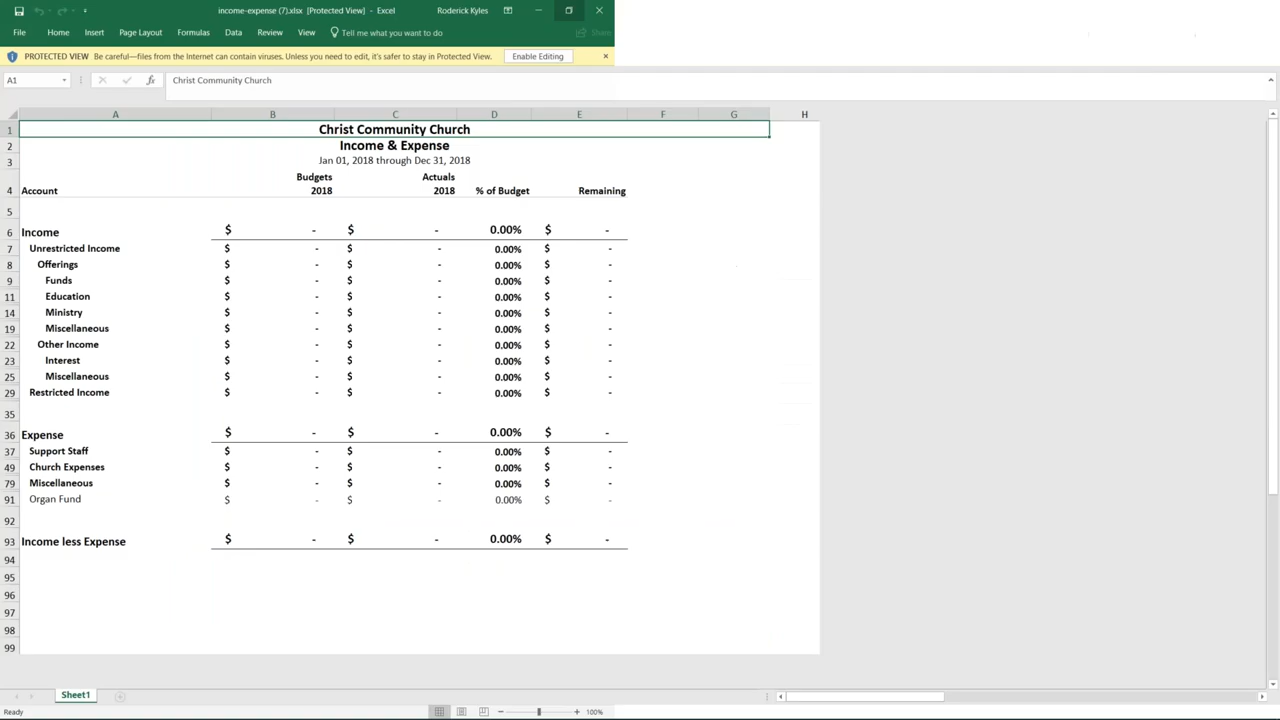 income-expense (7).xlsx [Protected View] - Excel Roderick Kyles
File Home Insert Page Layout Formulas Data Review View Tell me what you want to do Share
PROTECTED VIEW Be careful—files from the Internet can contain viruses. Unless you need to edit, it's safer to stay in Protected View. Enable Editing
A1 fx Christ Community Church
A B C D E F G H
1 Christ Community Church
2 Income & Expense
3 Jan 01, 2018 through Dec 31, 2018
Budgets Actuals
4 Account 2018 2018 % of Budget Remaining
5
6 Income $ - $ - 0.00% $ -
7 Unrestricted Income $ - $ - 0.00% $ -
8 Offerings $ - $ - 0.00% $ -
9 Funds $ - $ - 0.00% $ -
11 Education $ - $ - 0.00% $ -
14 Ministry $ - $ - 0.00% $ -
19 Miscellaneous $ - $ - 0.00% $ -
22 Other Income $ - $ - 0.00% $ -
23 Interest $ - $ - 0.00% $ -
25 Miscellaneous $ - $ - 0.00% $ -
29 Restricted Income $ - $ - 0.00% $ -
35
36 Expense $ - $ - 0.00% $ -
37 Support Staff $ - $ - 0.00% $ -
49 Church Expenses $ - $ - 0.00% $ -
79 Miscellaneous $ - $ - 0.00% $ -
91 Organ Fund $ - $ - 0.00% $ -
92
93 Income less Expense $ - $ - 0.00% $ -
94
95
96
97
98
99
Sheet1
Ready 100%